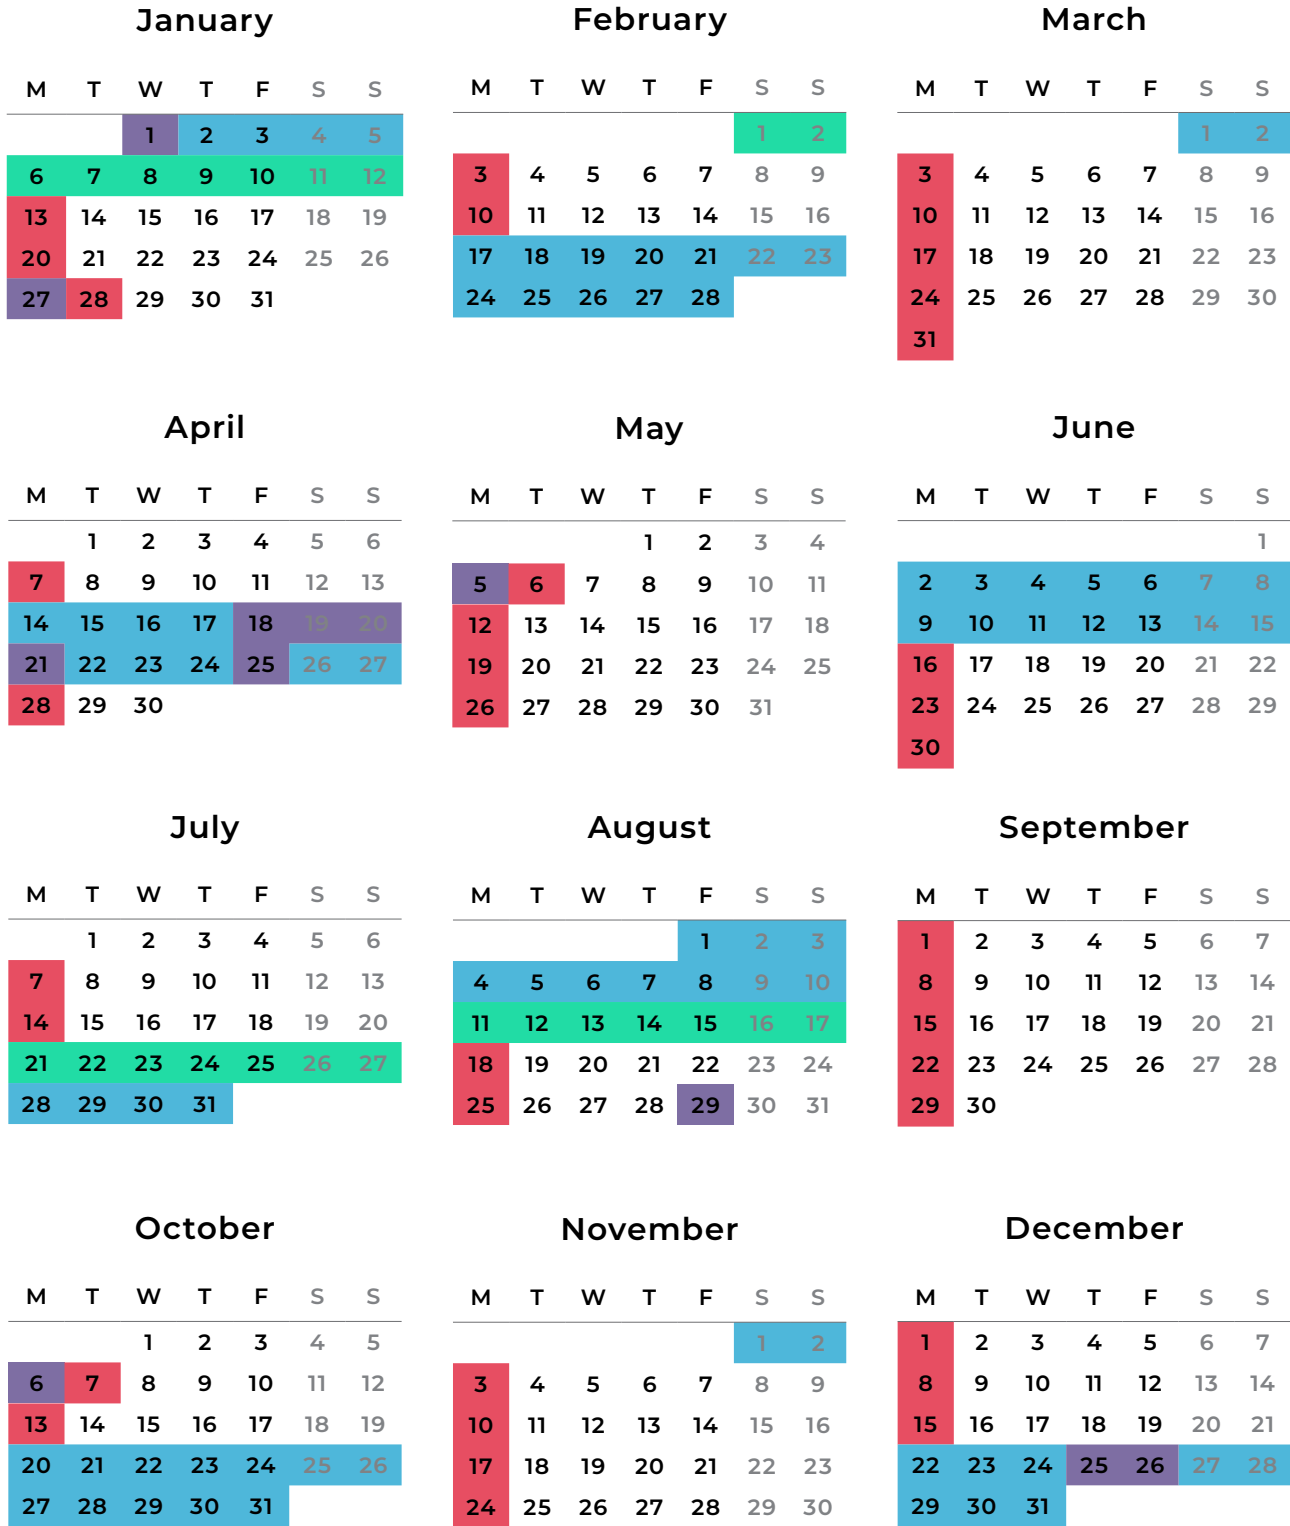 January
M T W T F S S
1 2 3 4 5
6 7 8 9 10 11 12
13 14 15 16 17 18 19
20 21 22 23 24 25 26
27 28 29 30 31
February
M T W T F S S
1 2
3 4 5 6 7 8 9
10 11 12 13 14 15 16
17 18 19 20 21 22 23
24 25 26 27 28
March
M T W T F S S
1 2
3 4 5 6 7 8 9
10 11 12 13 14 15 16
17 18 19 20 21 22 23
24 25 26 27 28 29 30
31
April
M T W T F S S
1 2 3 4 5 6
7 8 9 10 11 12 13
14 15 16 17 18 19 20
21 22 23 24 25 26 27
28 29 30
May
M T W T F S S
1 2 3 4
5 6 7 8 9 10 11
12 13 14 15 16 17 18
19 20 21 22 23 24 25
26 27 28 29 30 31
June
M T W T F S S
1
2 3 4 5 6 7 8
9 10 11 12 13 14 15
16 17 18 19 20 21 22
23 24 25 26 27 28 29
30
July
M T W T F S S
1 2 3 4 5 6
7 8 9 10 11 12 13
14 15 16 17 18 19 20
21 22 23 24 25 26 27
28 29 30 31
August
M T W T F S S
1 2 3
4 5 6 7 8 9 10
11 12 13 14 15 16 17
18 19 20 21 22 23 24
25 26 27 28 29 30 31
September
M T W T F S S
1 2 3 4 5 6 7
8 9 10 11 12 13 14
15 16 17 18 19 20 21
22 23 24 25 26 27 28
29 30
October
M T W T F S S
1 2 3 4 5
6 7 8 9 10 11 12
13 14 15 16 17 18 19
20 21 22 23 24 25 26
27 28 29 30 31
November
M T W T F S S
1 2
3 4 5 6 7 8 9
10 11 12 13 14 15 16
17 18 19 20 21 22 23
24 25 26 27 28 29 30
December
M T W T F S S
1 2 3 4 5 6 7
8 9 10 11 12 13 14
15 16 17 18 19 20 21
22 23 24 25 26 27 28
29 30 31